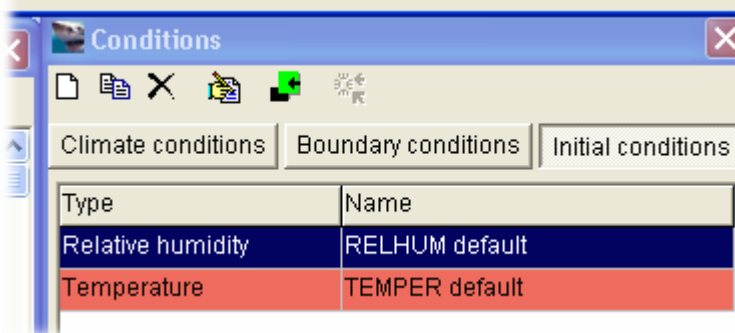 Conditions
Climate conditions Boundary conditions Initial conditions
Type Name
Relative humidity RELHUM default
Temperature TEMPER default